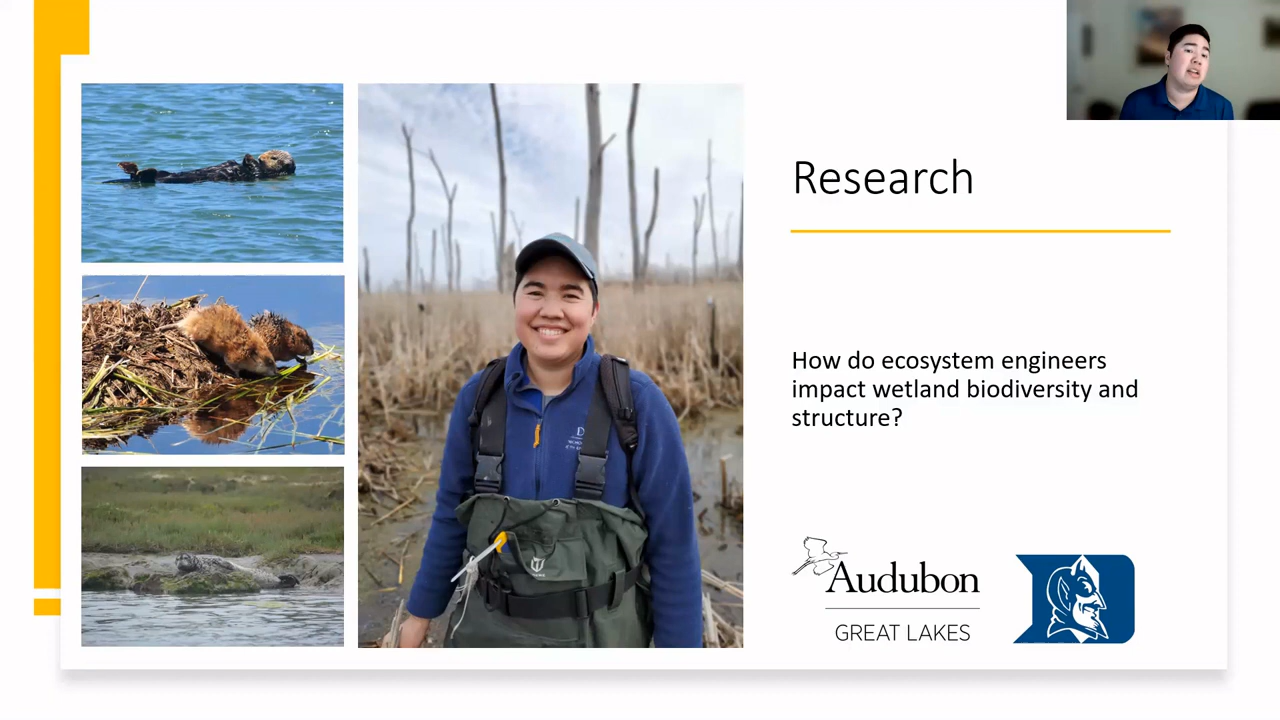 Research
How do ecosystem engineers
impact wetland biodiversity and
structure?
Audubon
GREAT LAKES